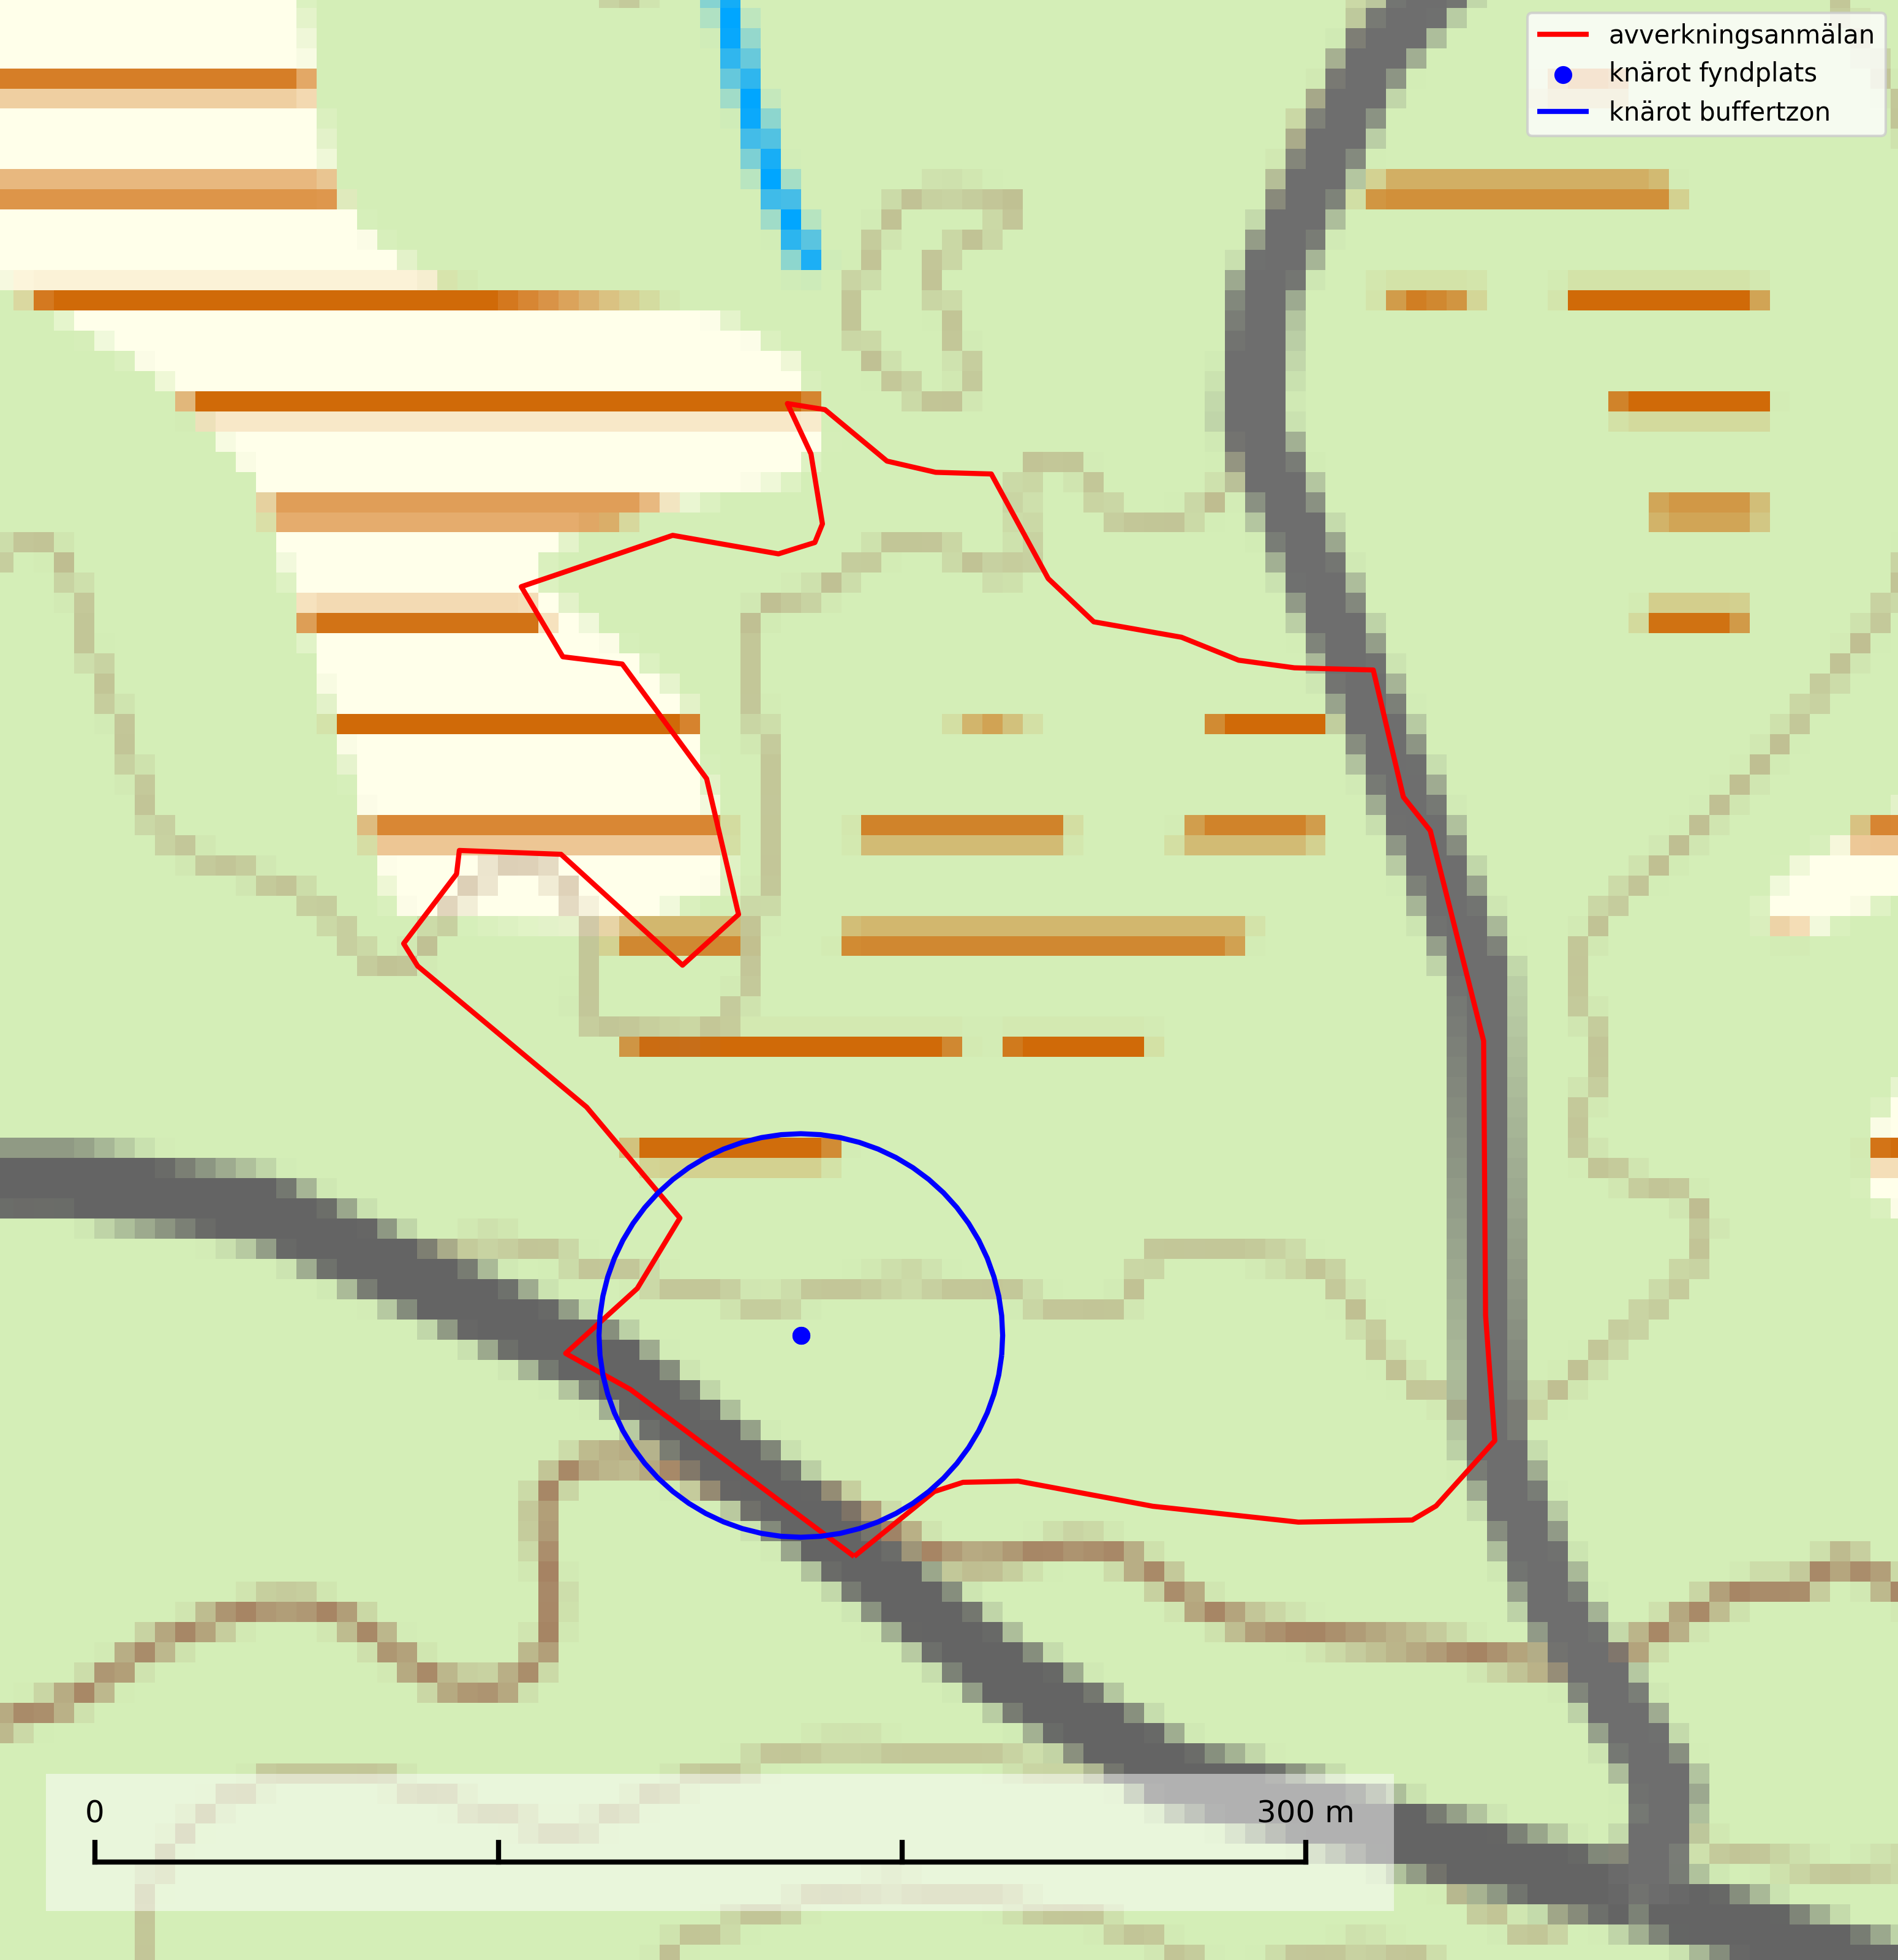 avverkningsanmälan
knärot fyndplats
knärot buffertzon
0
300 m